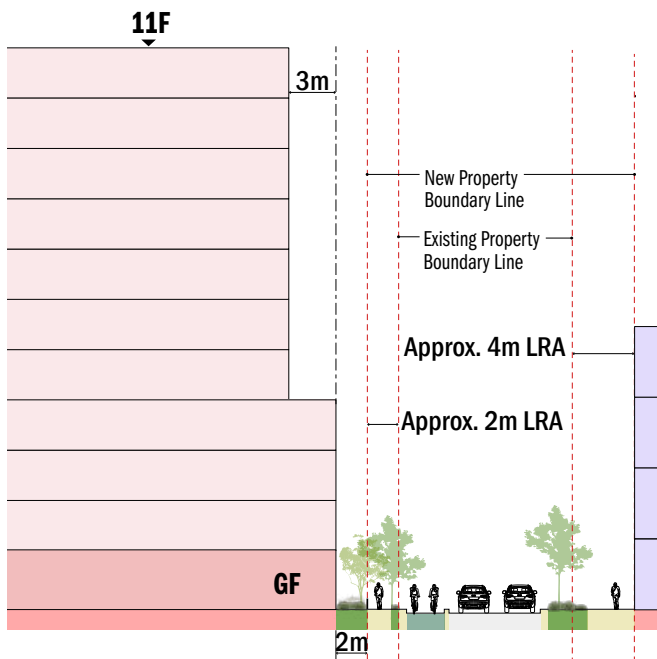 11F
3m
New Property
Boundary Line
Existing Property
Boundary Line
Approx. 4m LRA
Approx. 2m LRA
GF
2m